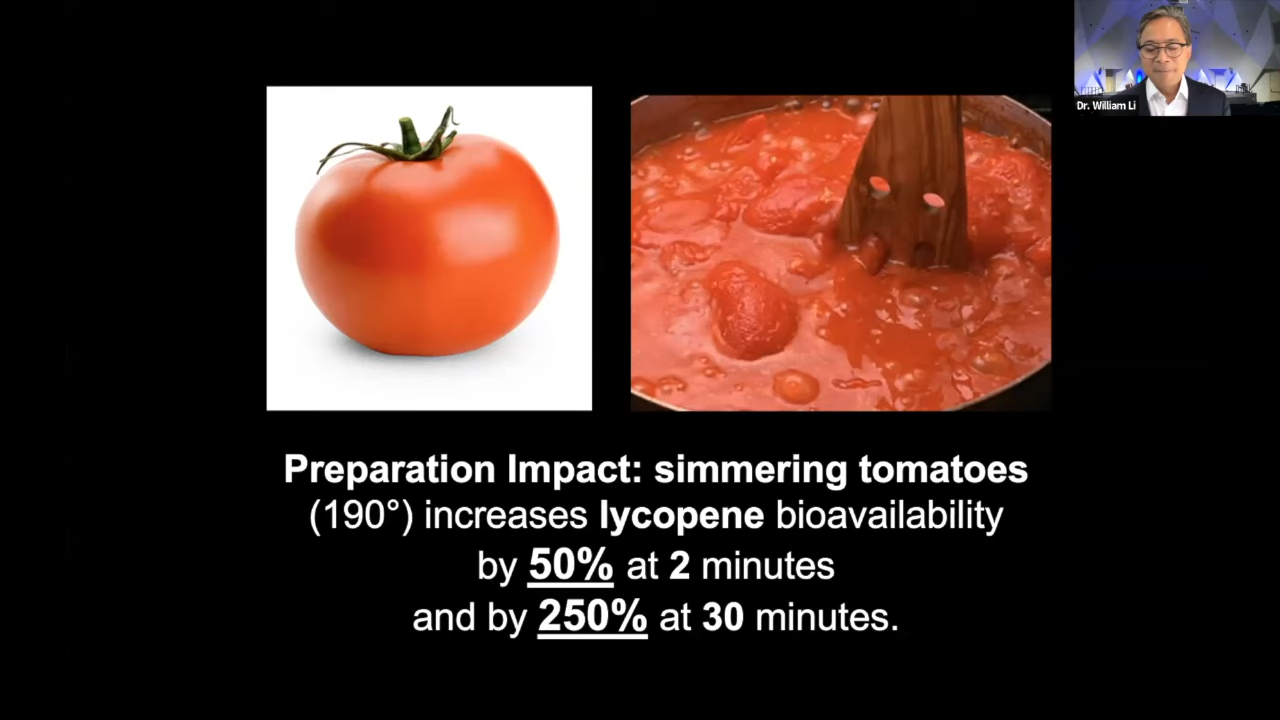 Dr. William Li
Preparation Impact: simmering tomatoes
(190°) increases lycopene bioavailability
by 50% at 2 minutes
and by 250% at 30 minutes.